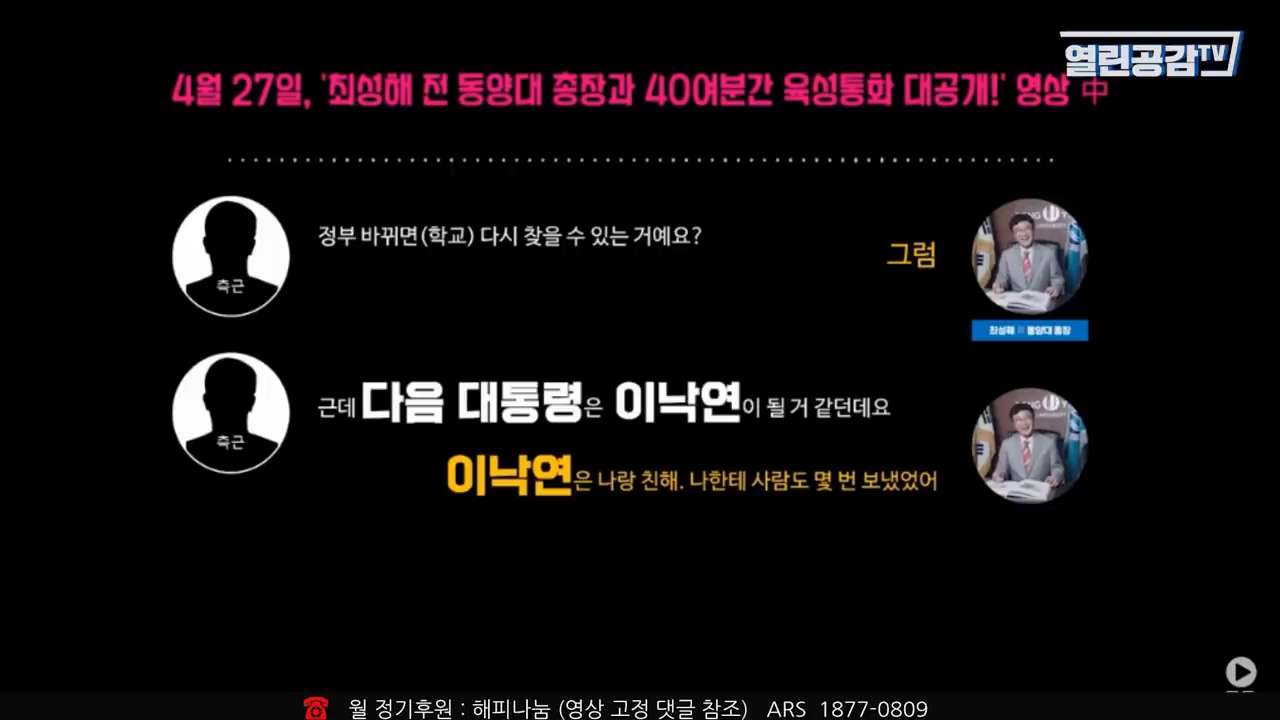 열린공감TV
4월 27일, '최성해 전 동양대 총장과 40여분간 육성통화 대공개!' 영상 中
정부 바뀌면(학교) 다시 찾을 수 있는 거예요?
그럼
측근
최성해 동양대 총장
근데 다음 대통령은 이낙연이 될 거 같던데요
측근
이낙연은 나랑 친해. 나한테 사람도 몇 번 보냈었어
월 정기후원 : 해피나눔 (영상 고정 댓글 참조) ARS 1877-0809